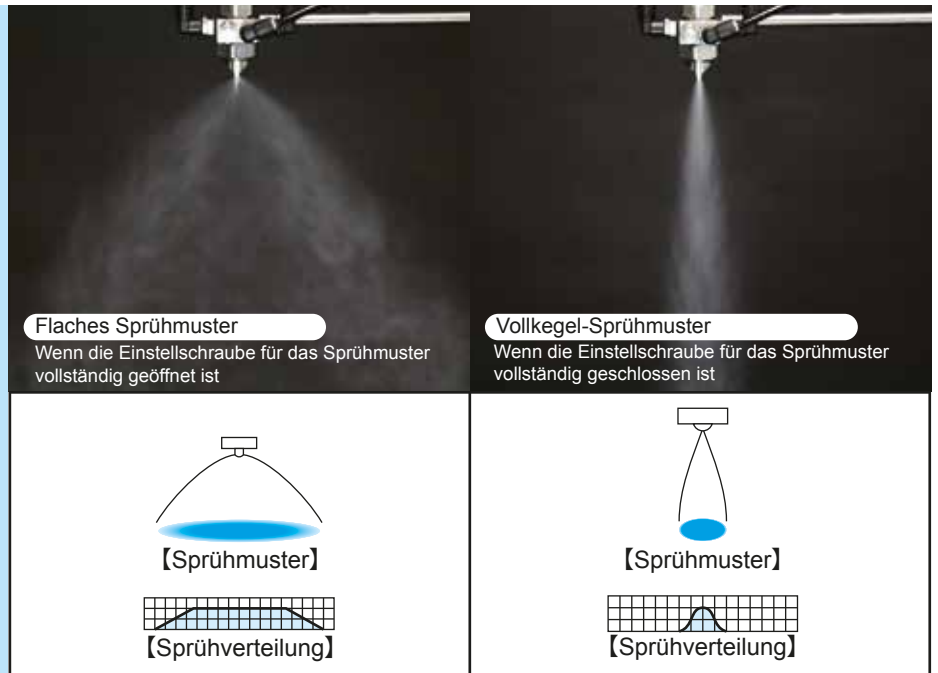 Flaches Sprühmuster
Wenn die Einstellschraube für das Sprühmuster
vollständig geöffnet ist
Vollkegel-Sprühmuster
Wenn die Einstellschraube für das Sprühmuster
vollständig geschlossen ist
【Sprühmuster】
【Sprühverteilung】
【Sprühmuster】
【Sprühverteilung】